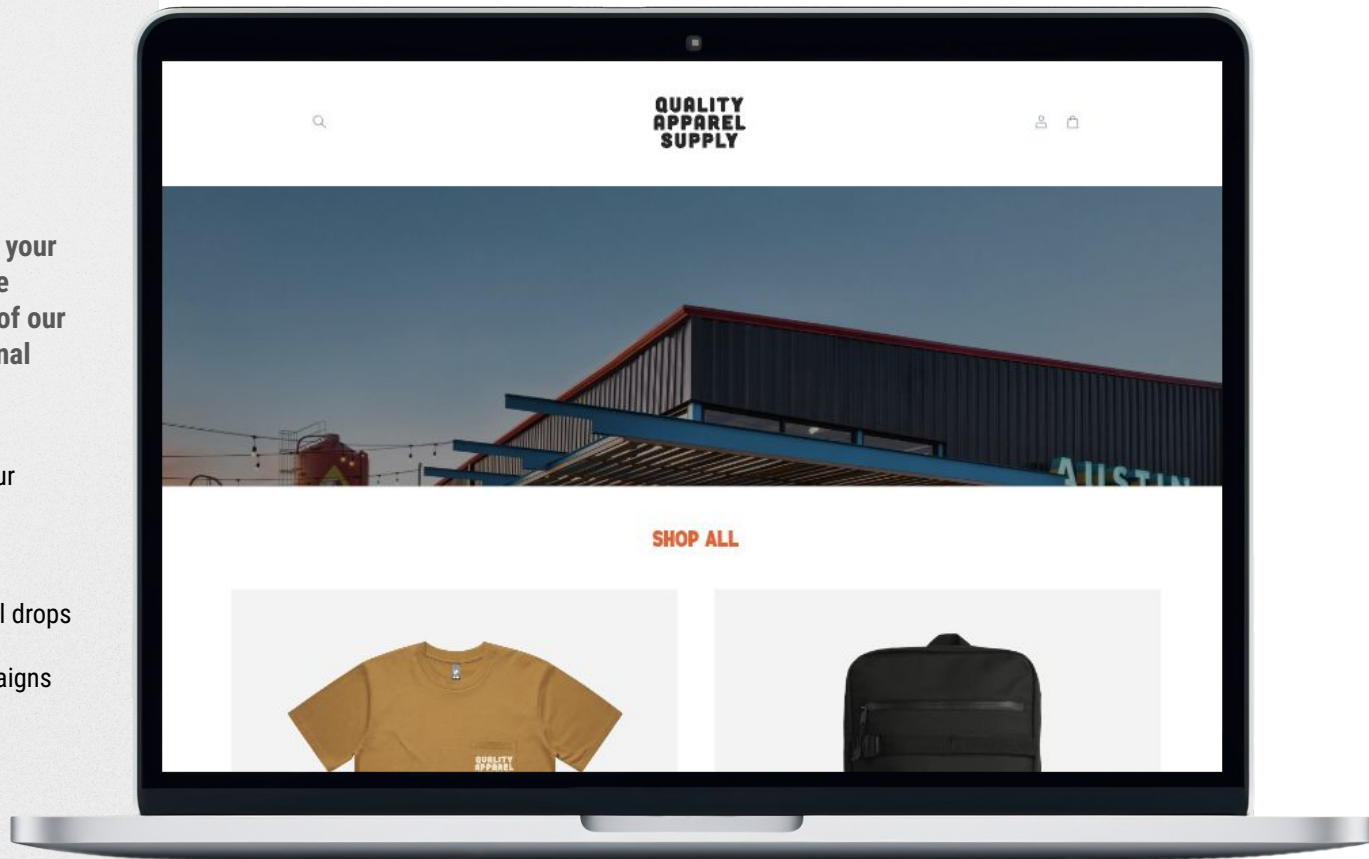 your
e
of our
nal
ur
l drops
aigns
QUALITY
APPAREL
SUPPLY
AUSTIN
SHOP ALL
QUALITY
APPAREL